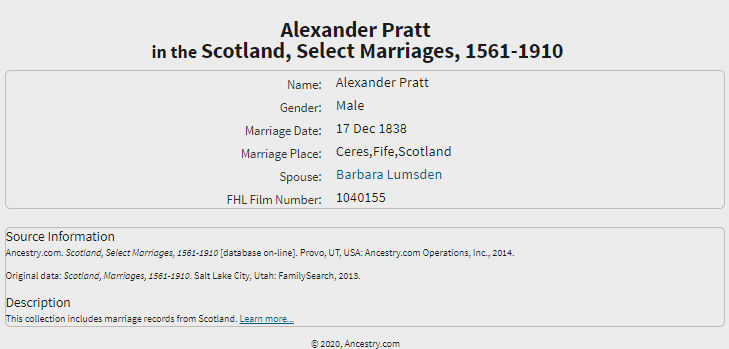 Alexander Pratt
in the Scotland, Select Marriages, 1561-1910
Name: Alexander Pratt
Gender: Male
Marriage Date: 17 Dec 1838
Marriage Place: Ceres,Fife,Scotland
Spouse: Barbara Lumsden
FHL Film Number: 1040155
Source Information
Ancestry.com. Scotland, Select Marriages, 1561-1910 [database on-line]. Provo, UT, USA: Ancestry.com Operations, Inc., 2014.
Original data: Scotland, Marriages, 1561-1910. Salt Lake City, Utah: FamilySearch, 2013.
Description
This collection includes marriage records from Scotland. Learn more...
© 2020, Ancestry.com